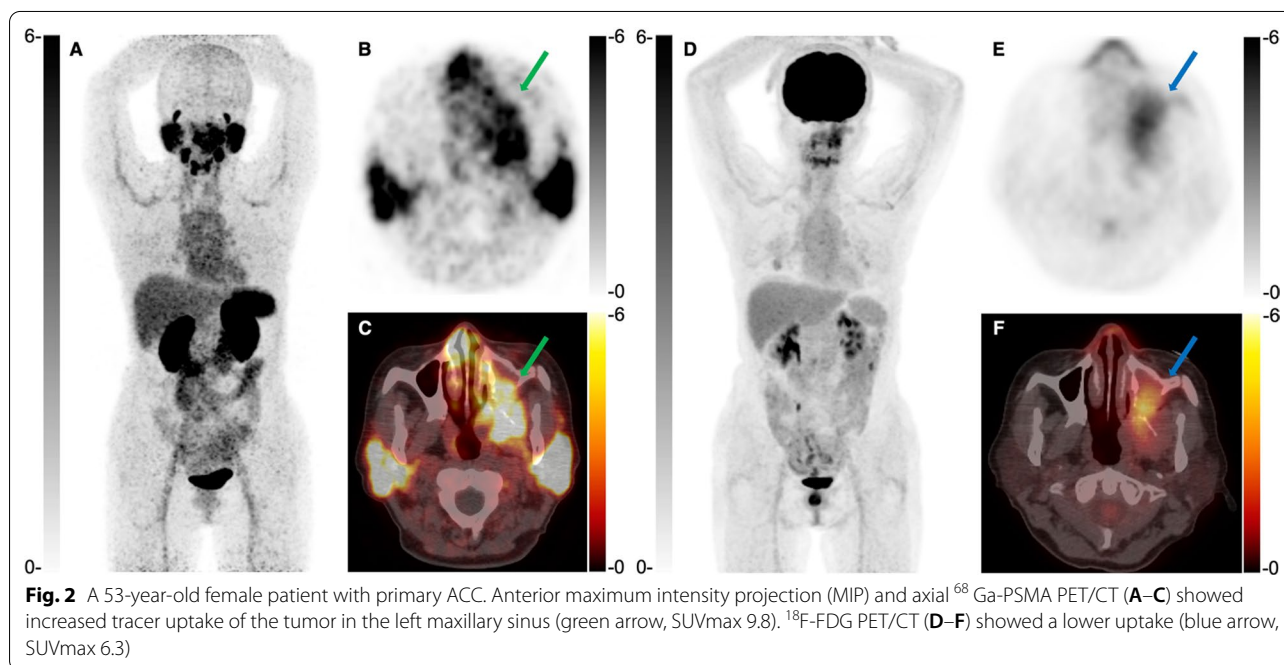 6-
A
0-
B
-6
-0
C
-6
-0
6-
D
0-
E
-6
-0
F
-6
-0
Fig. 2 A 53-year-old female patient with primary ACC. Anterior maximum intensity projection (MIP) and axial ⁶⁸ Ga-PSMA PET/CT (A–C) showed
increased tracer uptake of the tumor in the left maxillary sinus (green arrow, SUVmax 9.8). ¹⁸F-FDG PET/CT (D–F) showed a lower uptake (blue arrow,
SUVmax 6.3)